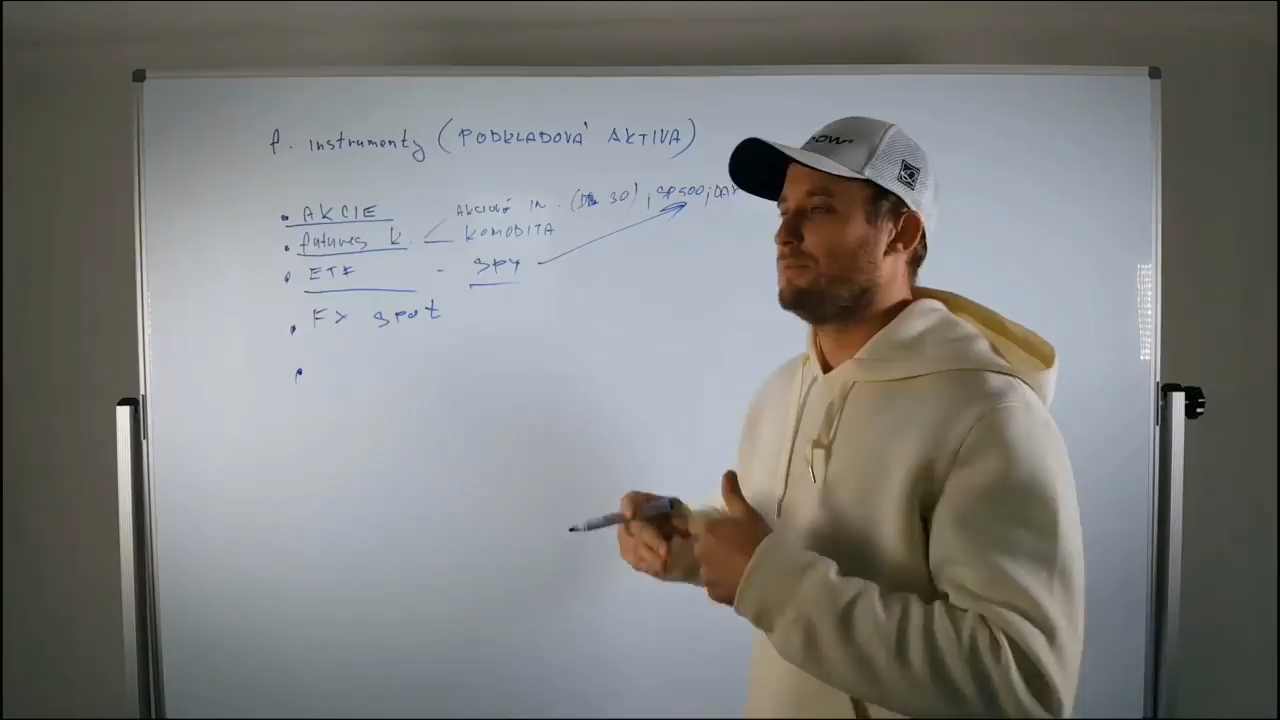 f. instrumenty (PODKLADOVÁ AKTIVA)
• AKCIE
AKCIOVÉ IN. (DJ 30) ; SP500 ; DAX
• futures k. KOMODITA
• ETF - SPY
• FX spot
•